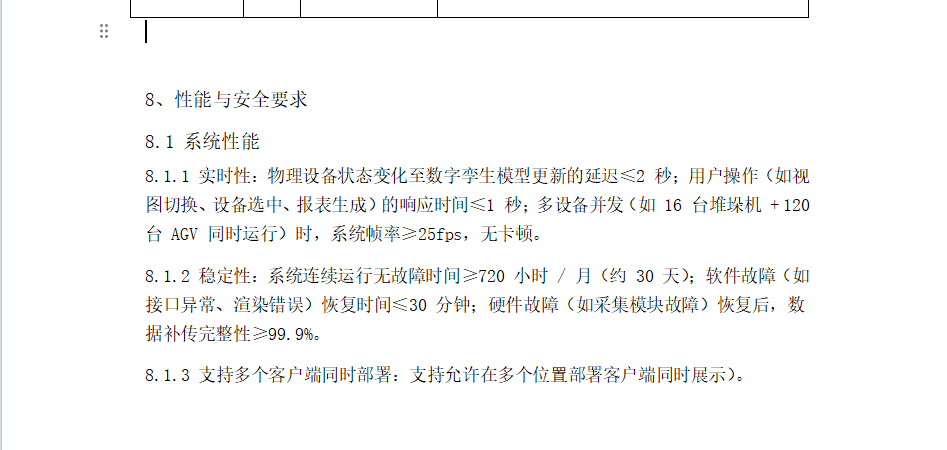 8、性能与安全要求
8.1 系统性能
8.1.1 实时性：物理设备状态变化至数字孪生模型更新的延迟≤2 秒；用户操作（如视
图切换、设备选中、报表生成）的响应时间≤1 秒；多设备并发（如 16 台堆垛机 +120
台 AGV 同时运行）时，系统帧率≥25fps，无卡顿。
8.1.2 稳定性：系统连续运行无故障时间≥720 小时 / 月（约 30 天）；软件故障（如
接口异常、渲染错误）恢复时间≤30 分钟；硬件故障（如采集模块故障）恢复后，数
据补传完整性≥99.9%。
8.1.3 支持多个客户端同时部署：支持允许在多个位置部署客户端同时展示）。